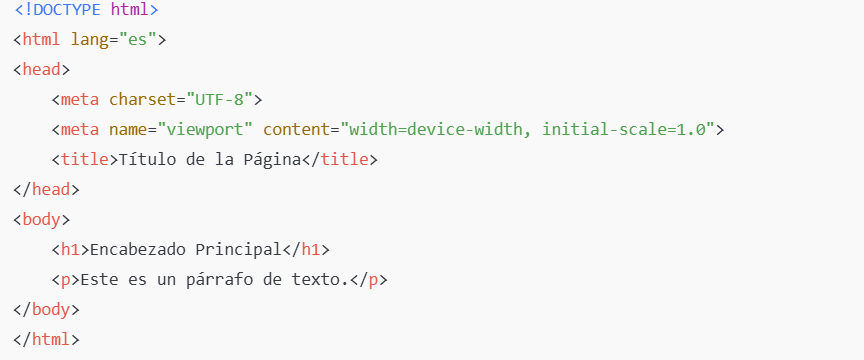 <!DOCTYPE html>
<html lang="es">
<head>
    <meta charset="UTF-8">
    <meta name="viewport" content="width=device-width, initial-scale=1.0">
    <title>Título de la Página</title>
</head>
<body>
    <h1>Encabezado Principal</h1>
    <p>Este es un párrafo de texto.</p>
</body>
</html>